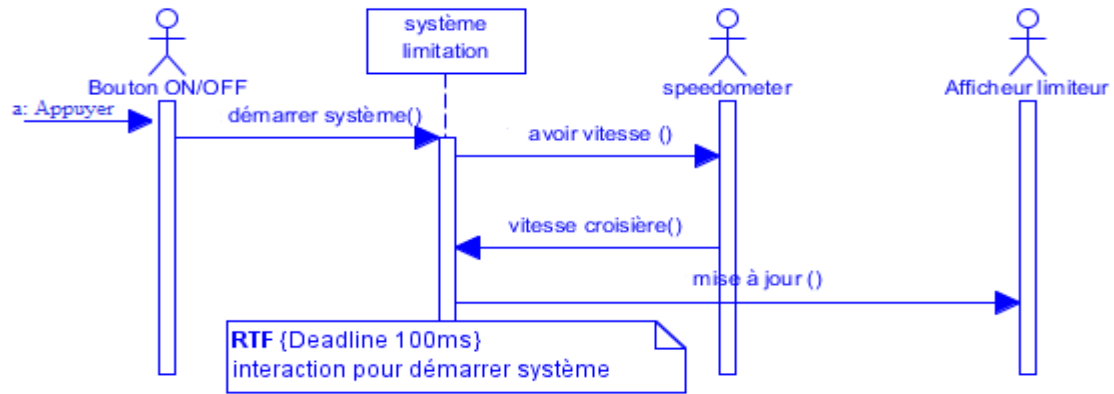 système
limitation
Bouton ON/OFF
speedometer
Afficheur limiteur
a: Appuyer
démarrer système()
avoir vitesse ()
vitesse croisière()
mise à jour ()
RTF {Deadline 100ms}
interaction pour démarrer système